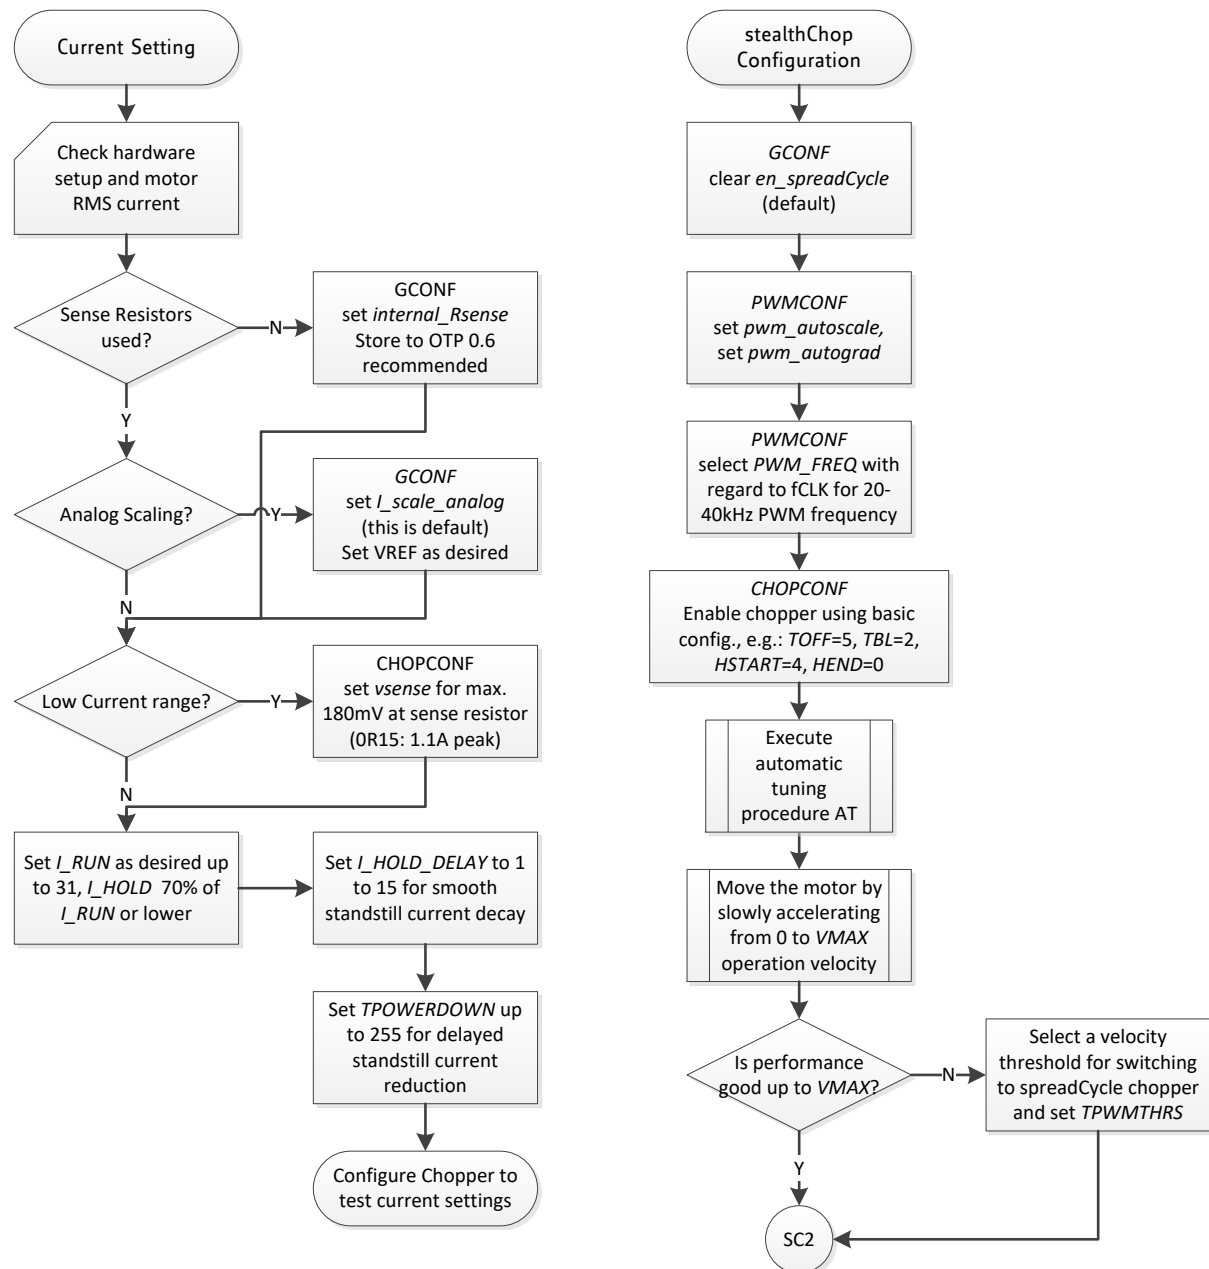 Current Setting
Check hardware
setup and motor
RMS current
Sense Resistors
used?
N
GCONF
set internal_Rsense
Store to OTP 0.6
recommended
Y
Analog Scaling?
Y
GCONF
set I_scale_analog
(this is default)
Set VREF as desired
N
Low Current range?
Y
CHOPCONF
set vsense for max.
180mV at sense resistor
(0R15: 1.1A peak)
N
Set I_RUN as desired up
to 31, I_HOLD 70% of
I_RUN or lower
Set I_HOLD_DELAY to 1
to 15 for smooth
standstill current decay
Set TPOWERDOWN up
to 255 for delayed
standstill current
reduction
Configure Chopper to
test current settings
stealthChop
Configuration
GCONF
clear en_spreadCycle
(default)
PWMCONF
set pwm_autoscale,
set pwm_autograd
PWMCONF
select PWM_FREQ with
regard to fCLK for 20-
40kHz PWM frequency
CHOPCONF
Enable chopper using basic
config., e.g.: TOFF=5, TBL=2,
HSTART=4, HEND=0
Execute
automatic
tuning
procedure AT
Move the motor by
slowly accelerating
from 0 to VMAX
operation velocity
Is performance
good up to VMAX?
N
Select a velocity
threshold for switching
to spreadCycle chopper
and set TPWMTHRS
Y
SC2